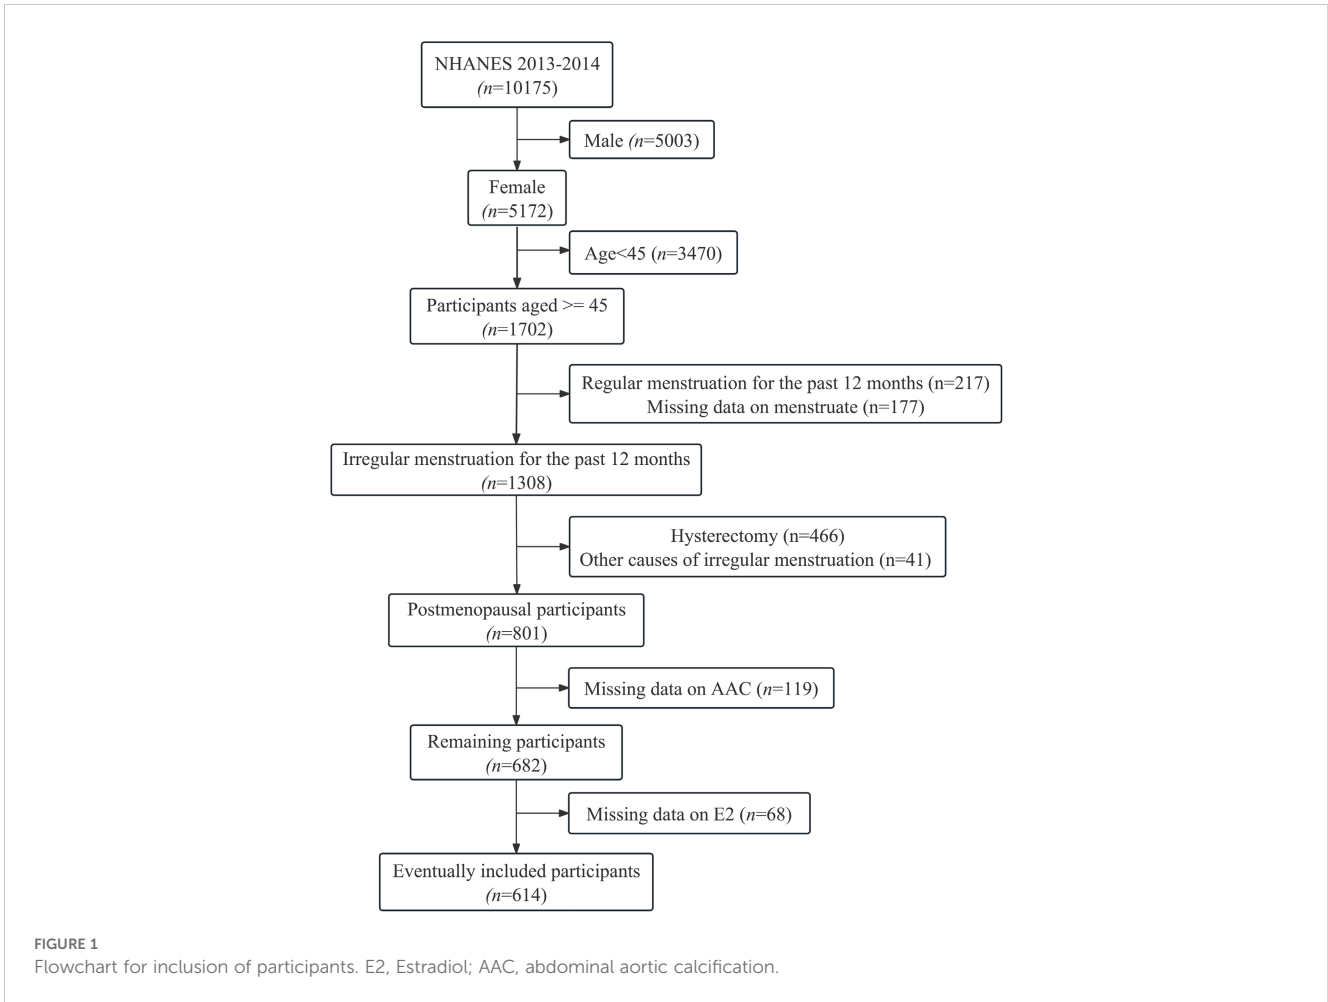 NHANES 2013-2014
(n=10175)
Male (n=5003)
Female
(n=5172)
Age<45 (n=3470)
Participants aged >= 45
(n=1702)
Regular menstruation for the past 12 months (n=217)
Missing data on menstruate (n=177)
Irregular menstruation for the past 12 months
(n=1308)
Hysterectomy (n=466)
Other causes of irregular menstruation (n=41)
Postmenopausal participants
(n=801)
Missing data on AAC (n=119)
Remaining participants
(n=682)
Missing data on E2 (n=68)
Eventually included participants
(n=614)
FIGURE 1
Flowchart for inclusion of participants. E2, Estradiol; AAC, abdominal aortic calcification.